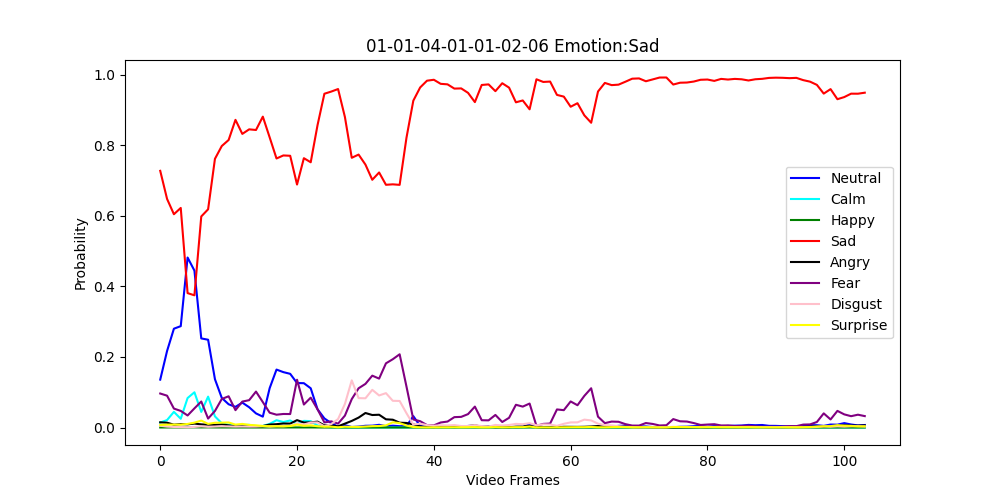 01-01-04-01-01-02-06 Emotion:Sad
1.0
0.8
0.6
0.4
0.2
0.0
Probability
Neutral
Calm
Happy
Sad
Angry
Fear
Disgust
Surprise
0 20 40 60 80 100
Video Frames